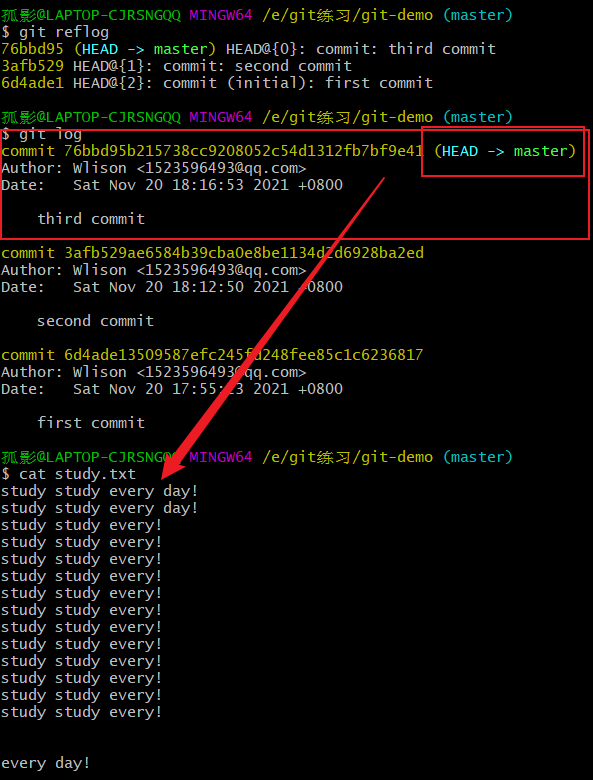 孤影@LAPTOP-CJRSNGQQ MINGW64 /e/git练习/git-demo (master)
$ git reflog
76bbd95 (HEAD -> master) HEAD@{0}: commit: third commit
3afb529 HEAD@{1}: commit: second commit
6d4ade1 HEAD@{2}: commit (initial): first commit
孤影@LAPTOP-CJRSNGQQ MINGW64 /e/git练习/git-demo (master)
$ git log
commit 76bbd95b215738cc9208052c54d1312fb7bf9e41 (HEAD -> master)
Author: Wlison <1523596493@qq.com>
Date:   Sat Nov 20 18:16:53 2021 +0800
third commit
commit 3afb529ae6584b39cba0e8be1134d2d6928ba2ed
Author: Wlison <1523596493@qq.com>
Date:   Sat Nov 20 18:12:50 2021 +0800
second commit
commit 6d4ade13509587efc245fd248fee85c1c6236817
Author: Wlison <1523596493@qq.com>
Date:   Sat Nov 20 17:55:23 2021 +0800
first commit
孤影@LAPTOP-CJRSNGQQ MINGW64 /e/git练习/git-demo (master)
$ cat study.txt
study study every day!
study study every day!
study study every!
study study every!
study study every!
study study every!
study study every!
study study every!
study study every!
study study every!
study study every!
study study every!
study study every!
study study every!
every day!